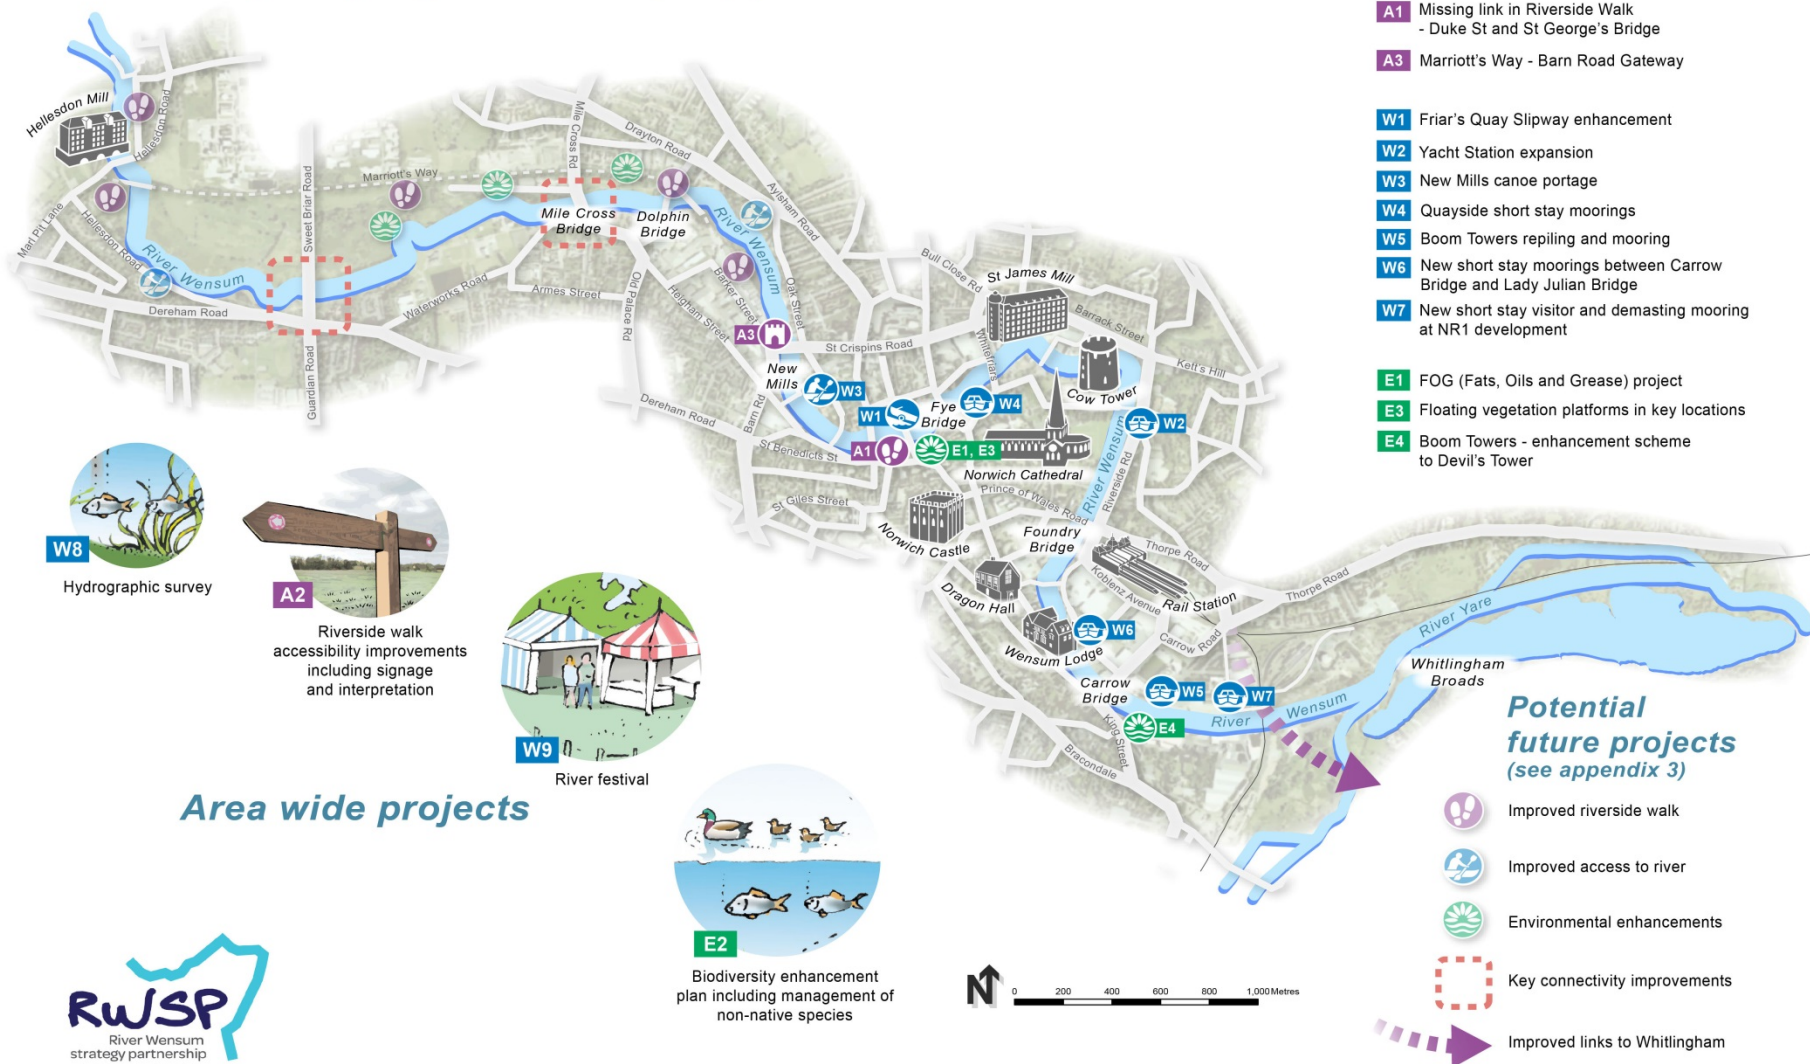 A1 Missing link in Riverside Walk
- Duke St and St George's Bridge
A3 Marriott's Way - Barn Road Gateway
W1 Friar's Quay Slipway enhancement
W2 Yacht Station expansion
W3 New Mills canoe portage
W4 Quayside short stay moorings
W5 Boom Towers repiling and mooring
W6 New short stay moorings between Carrow
Bridge and Lady Julian Bridge
W7 New short stay visitor and demasting mooring
at NR1 development
E1 FOG (Fats, Oils and Grease) project
E3 Floating vegetation platforms in key locations
E4 Boom Towers - enhancement scheme
to Devil's Tower
Hellesdon Mill
Hellesdon Road
Marl Pit Lane
Hellesdon Road
River Wensum
Dereham Road
Sweet Briar Road
Guardian Road
Marriott's Way
Waterworks Road
Mile Cross Rd
Mile Cross
Bridge
Drayton Road
Dolphin
Bridge
Aylsham Road
River Wensum
Armes Street
Old Palace Rd
Heigham Street
Barker Street
Oak Street
A3
St Crispins Road
New
Mills
W3
Dereham Road
Barn Rd
St Benedicts St
St Giles Street
W1
Fye
Bridge
W4
A1
E1, E3
Bull Close Rd
St James Mill
Whitefriars
Barrack Street
Kett's Hill
Cow Tower
W2
Norwich Cathedral
River Wensum
Riverside Rd
Prince of Wales Road
Norwich Castle
Foundry
Bridge
Thorpe Road
Koblenz Avenue
Rail Station
Thorpe Road
Dragon Hall
Wensum Lodge
W6
Carrow Road
Carrow
Bridge
W5
W7
River Wensum
E4
King Street
Bracondale
River Yare
Whitlingham
Broads
W8
Hydrographic survey
A2
Riverside walk
accessibility improvements
including signage
and interpretation
W9
River festival
Area wide projects
E2
Biodiversity enhancement
plan including management of
non-native species
Potential
future projects
(see appendix 3)
Improved riverside walk
Improved access to river
Environmental enhancements
Key connectivity improvements
Improved links to Whitlingham
RWSP
River Wensum
strategy partnership
N
0 200 400 600 800 1,000 Metres